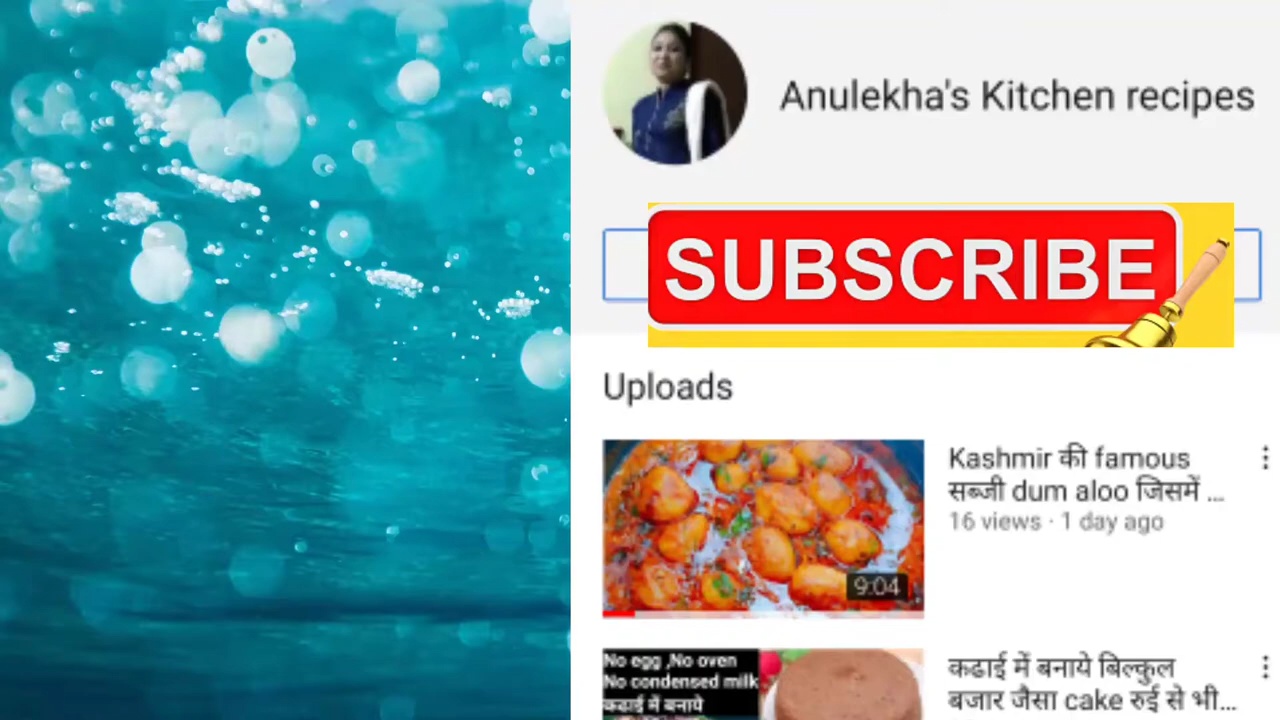 Anulekha's Kitchen recipes
SUBSCRIBE
Uploads
Kashmir की famous
सब्जी dum aloo जिसमें ...
16 views · 1 day ago
9:04
No egg ,No oven
No condensed milk
कढाई में बनाये
कढाई में बनाये बिल्कुल
बजार जैसा cake रुई से भी...